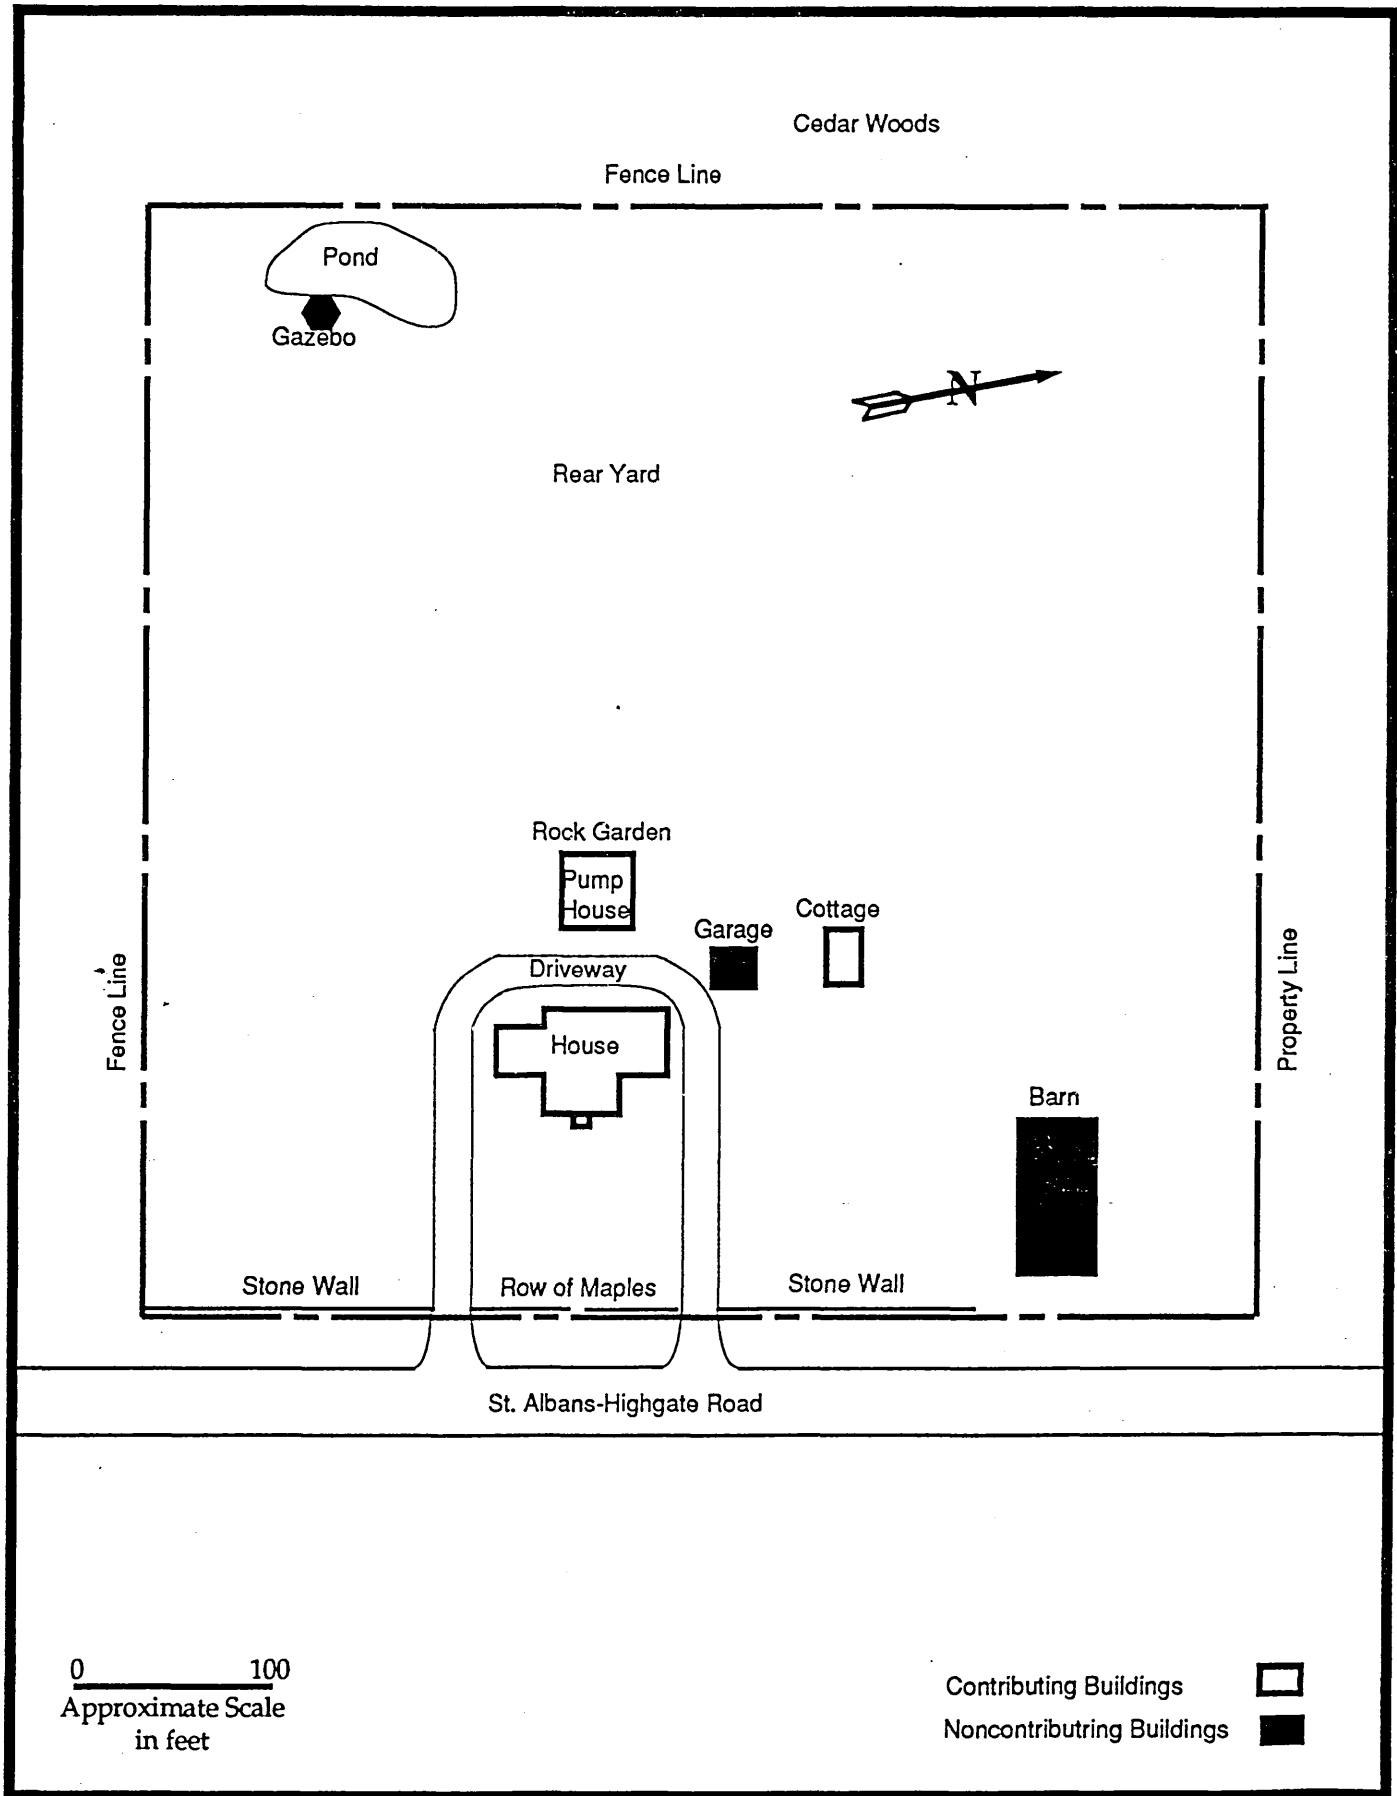 Cedar Woods
Fence Line
Pond
Gazebo
N
Rear Yard
Rock Garden
Pump
House
Cottage
Garage
Driveway
Fence Line
Property Line
House
Barn
Stone Wall
Row of Maples
Stone Wall
St. Albans-Highgate Road
0 100
Approximate Scale
in feet
Contributing Buildings
Noncontributring Buildings